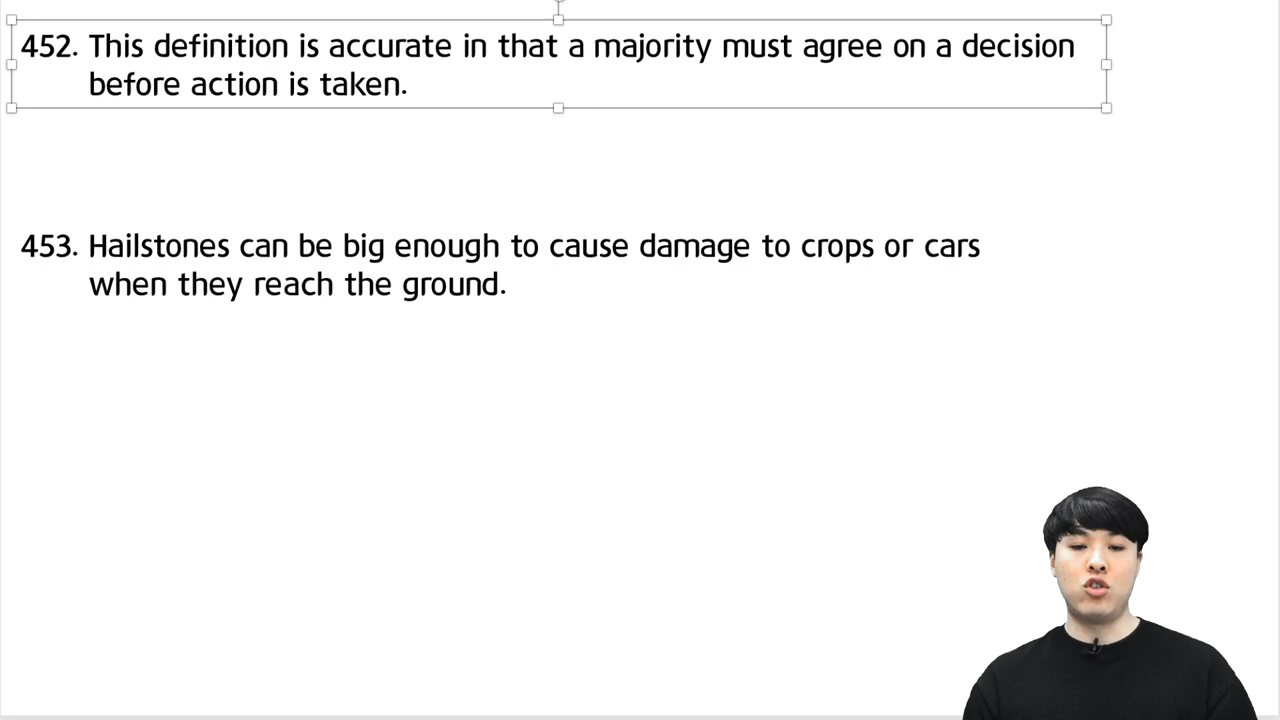 452. This definition is accurate in that a majority must agree on a decision
before action is taken.
453. Hailstones can be big enough to cause damage to crops or cars
when they reach the ground.